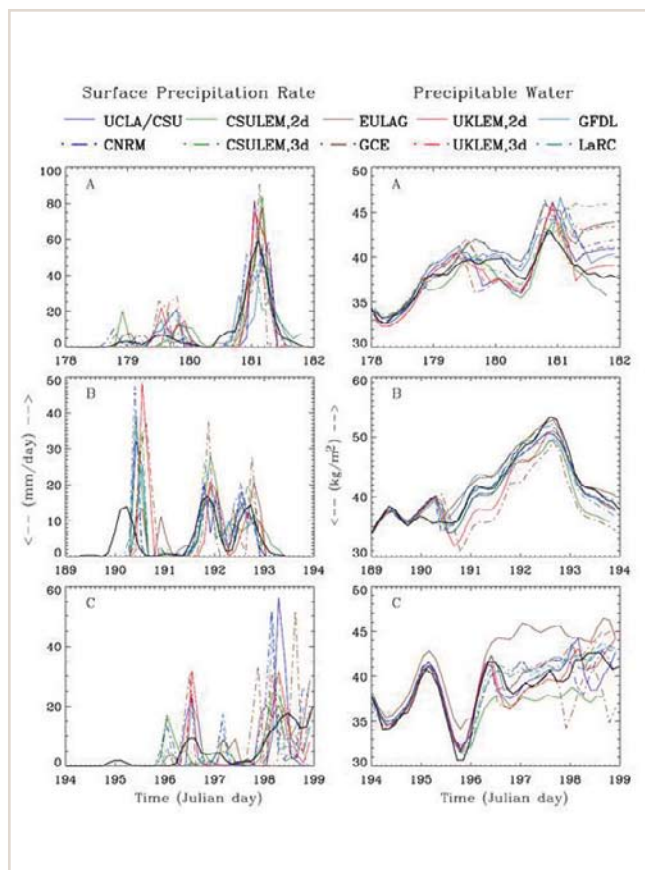 Surface Precipitation Rate Precipitable Water
UCLA/CSU CSULEM,2d EULAG UKLEM,2d GFDL
CNRM CSULEM,3d GCE UKLEM,3d LaRC
A
100
80
60
40
20
0
178 179 180 181 182
A
45
40
35
30
178 179 180 181 182
B
50
40
30
20
10
0
189 190 191 192 193 194
<-- (mm/day) -->
B
60
50
40
30
189 190 191 192 193 194
<-- (kg/m²) -->
C
60
40
20
0
194 195 196 197 198 199
Time (Julian day)
C
45
40
35
30
194 195 196 197 198 199
Time (Julian day)